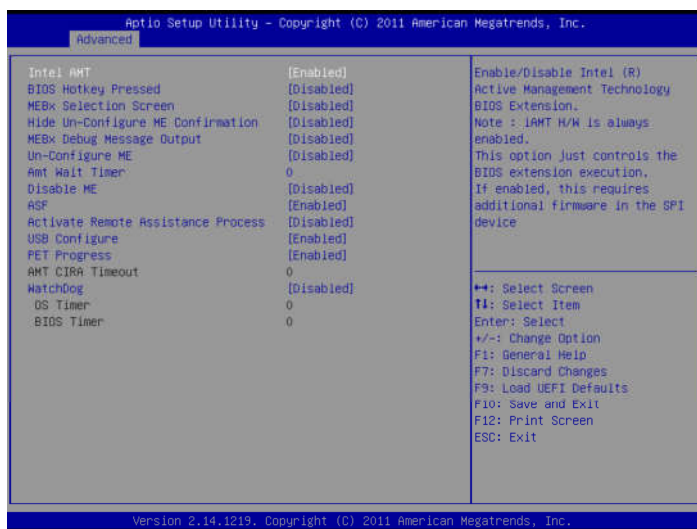 Aptio Setup Utility – Copyright (C) 2011 American Megatrends, Inc.
Advanced
Intel AMT [Enabled]
BIOS Hotkey Pressed [Disabled]
MEBx Selection Screen [Disabled]
Hide Un-Configure ME Confirmation [Disabled]
MEBx Debug Message Output [Disabled]
Un-Configure ME [Disabled]
Amt Wait Timer 0
Disable ME [Disabled]
ASF [Enabled]
Activate Remote Assistance Process [Disabled]
USB Configure [Enabled]
PET Progress [Enabled]
AMT CIRA Timeout 0
WatchDog [Disabled]
OS Timer 0
BIOS Timer 0
Enable/Disable Intel (R)
Active Management Technology
BIOS Extension.
Note : iAMT H/W is always
enabled.
This option just controls the
BIOS extension execution.
If enabled, this requires
additional firmware in the SPI
device
↔: Select Screen
↑↓: Select Item
Enter: Select
+/-: Change Option
F1: General Help
F7: Discard Changes
F9: Load UEFI Defaults
F10: Save and Exit
F12: Print Screen
ESC: Exit
Version 2.14.1219. Copyright (C) 2011 American Megatrends, Inc.